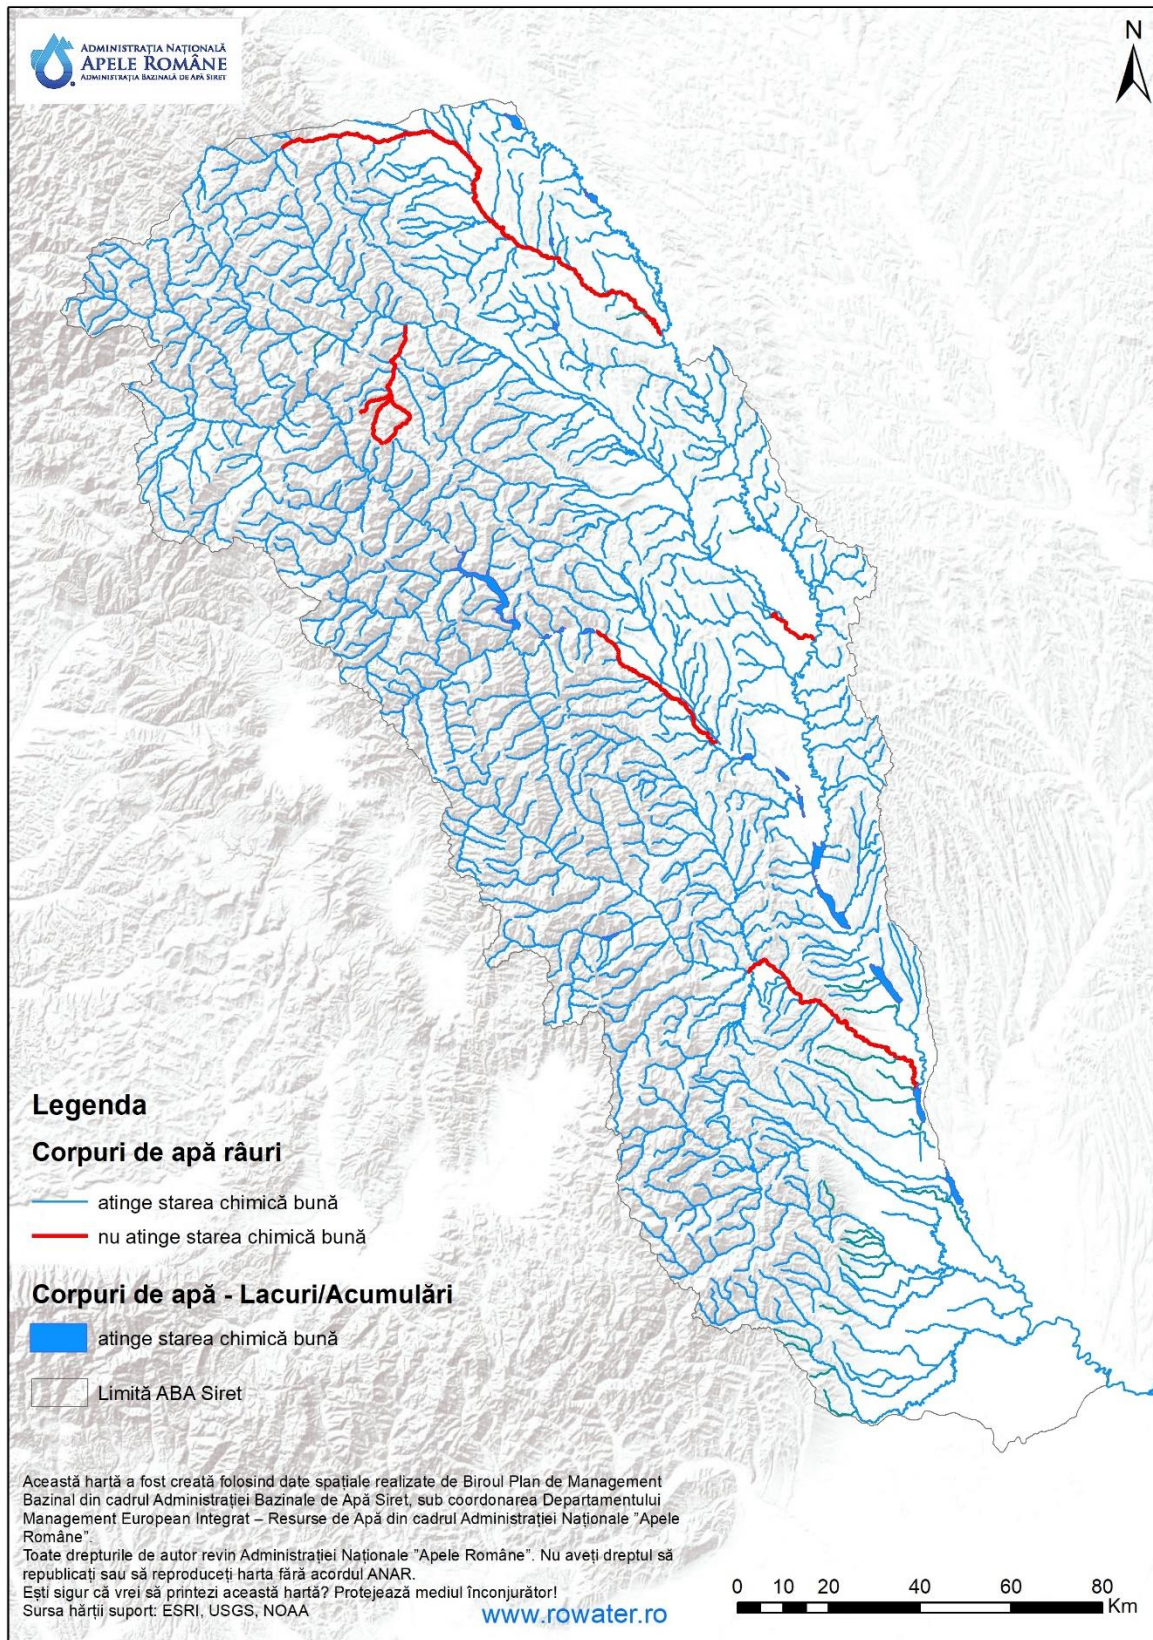 ADMINISTRAȚIA NAȚIONALĂ
APELE ROMÂNE
ADMINISTRAȚIA BAZINALĂ DE APĂ SIRET
N
Legenda
Corpuri de apă râuri
atinge starea chimică bună
nu atinge starea chimică bună
Corpuri de apă - Lacuri/Acumulări
atinge starea chimică bună
Limită ABA Siret
Această hartă a fost creată folosind date spațiale realizate de Biroul Plan de Management
Bazinal din cadrul Administrației Bazinale de Apă Siret, sub coordonarea Departamentului
Management European Integrat – Resurse de Apă din cadrul Administrației Naționale "Apele
Române".
Toate drepturile de autor revin Administrației Naționale "Apele Române". Nu aveți dreptul să
republicați sau să reproduceți harta fără acordul ANAR.
Ești sigur că vrei să printezi această hartă? Protejează mediul înconjurător!
Sursa hărții suport: ESRI, USGS, NOAA
www.rowater.ro
0 10 20 40 60 80
Km